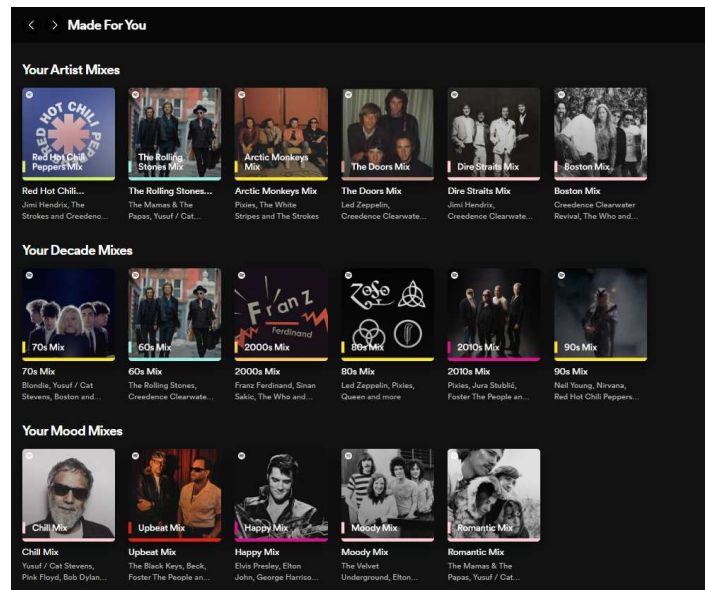 Made For You
Your Artist Mixes
RED HOT CHILI PEPPERS
Red Hot Chili
Peppers Mix
The Rolling
Stones Mix
Arctic Monkeys
Mix
The Doors Mix
Dire Straits Mix
Boston Mix
Red Hot Chili...
The Rolling Stones...
Arctic Monkeys Mix
The Doors Mix
Dire Straits Mix
Boston Mix
Jimi Hendrix, The
Strokes and Creedenc...
The Mamas & The
Papas, Yusuf / Cat...
Pixies, The White
Stripes and The Strokes
Led Zeppelin,
Creedence Clearwate...
Jimi Hendrix,
Creedence Clearwate...
Creedence Clearwater
Revival, The Who and...
Your Decade Mixes
Franz
Ferdinand
70s Mix
60s Mix
2000s Mix
80s Mix
2010s Mix
90s Mix
70s Mix
60s Mix
2000s Mix
80s Mix
2010s Mix
90s Mix
Blondie, Yusuf / Cat
Stevens, Boston and...
The Rolling Stones,
Creedence Clearwate...
Franz Ferdinand, Sinan
Sakic, The Who and...
Led Zeppelin, Pixies,
Queen and more
Pixies, Jura Stublić,
Foster The People an...
Neil Young, Nirvana,
Red Hot Chili Peppers...
Your Mood Mixes
Chill Mix
Upbeat Mix
Happy Mix
Moody Mix
Romantic Mix
Chill Mix
Upbeat Mix
Happy Mix
Moody Mix
Romantic Mix
Yusuf / Cat Stevens,
Pink Floyd, Bob Dylan...
The Black Keys, Beck,
Foster The People an...
Elvis Presley, Elton
John, George Harriso...
The Velvet
Underground, Elton...
The Mamas & The
Papas, Yusuf / Cat...